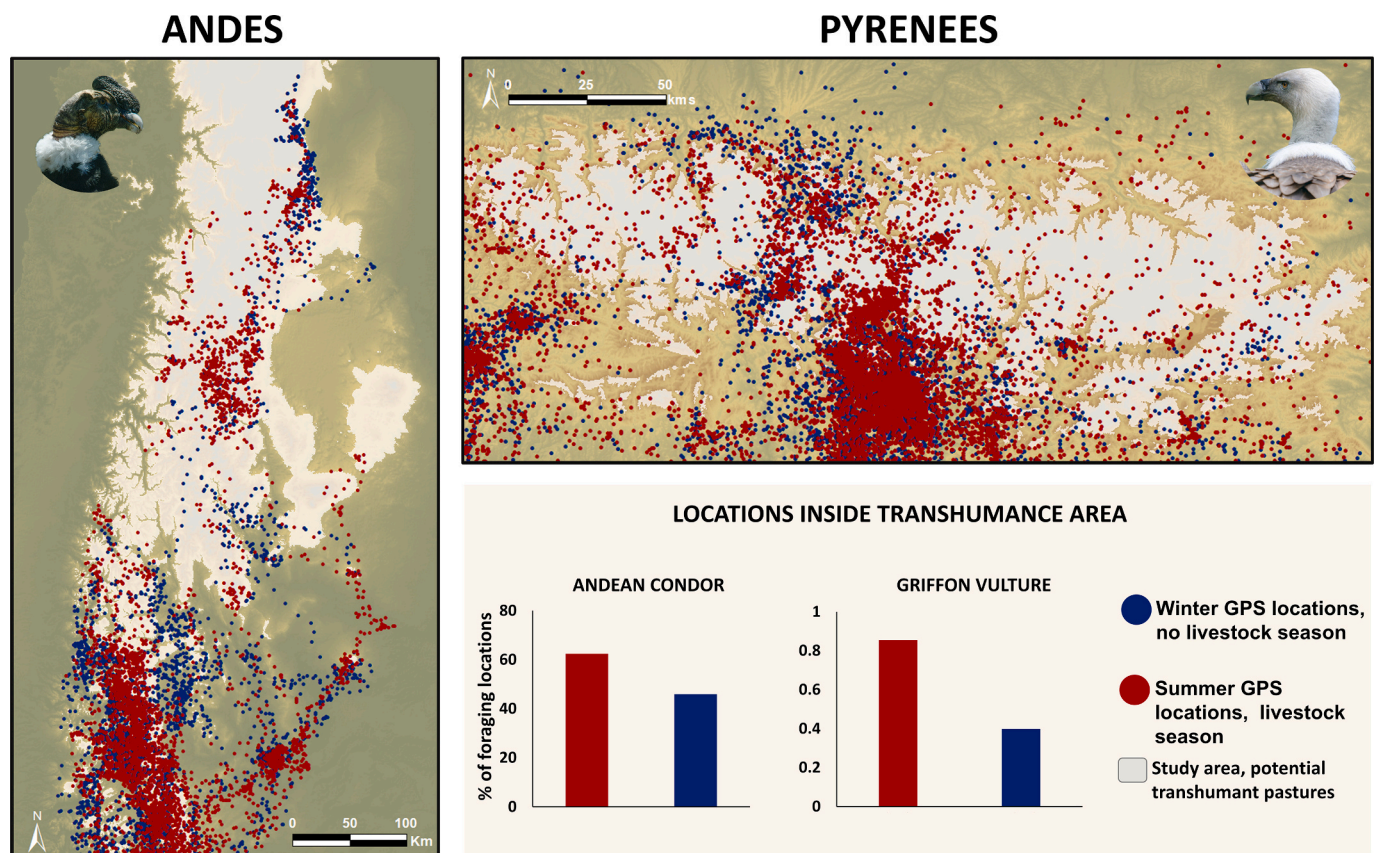 ANDES
PYRENEES
N
0 25 50
kms
N
0 50 100
Km
LOCATIONS INSIDE TRANSHUMANCE AREA
ANDEAN CONDOR
% of foraging locations
80
60
40
20
0
GRIFFON VULTURE
1
0.8
0.6
0.4
0.2
0
Winter GPS locations,
no livestock season
Summer GPS
locations, livestock
season
Study area, potential
transhumant pastures